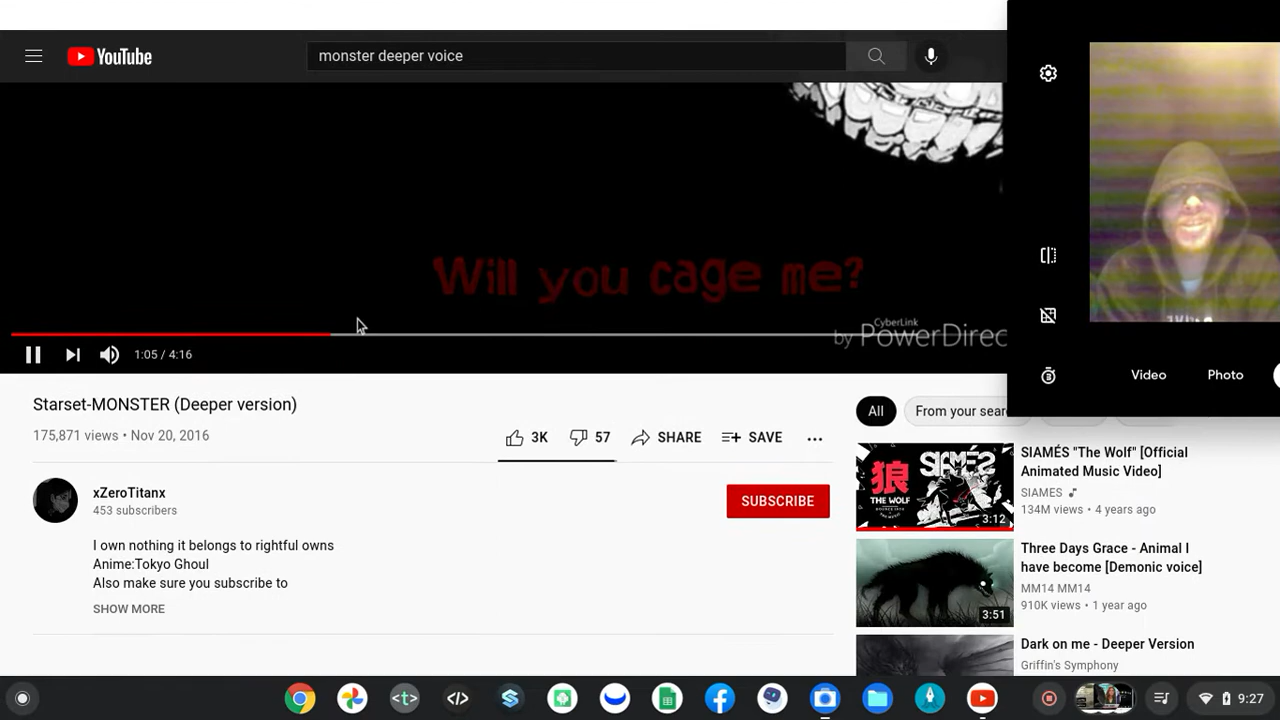 YouTube
monster deeper voice
Will you cage me?
CyberLink
by PowerDirec
1:05 / 4:16
Video
Photo
Starset-MONSTER (Deeper version)
175,871 views • Nov 20, 2016
3K
57
SHARE
SAVE
xZeroTitanx
453 subscribers
SUBSCRIBE
I own nothing it belongs to rightful owns
Anime:Tokyo Ghoul
Also make sure you subscribe to
SHOW MORE
All
From your sear
狼
SIAMÉS
THE WOLF
3:12
SIAMÉS "The Wolf" [Official
Animated Music Video]
SIAMES
134M views • 4 years ago
3:51
Three Days Grace - Animal I
have become [Demonic voice]
MM14 MM14
910K views • 1 year ago
Dark on me - Deeper Version
Griffin's Symphony
9:27